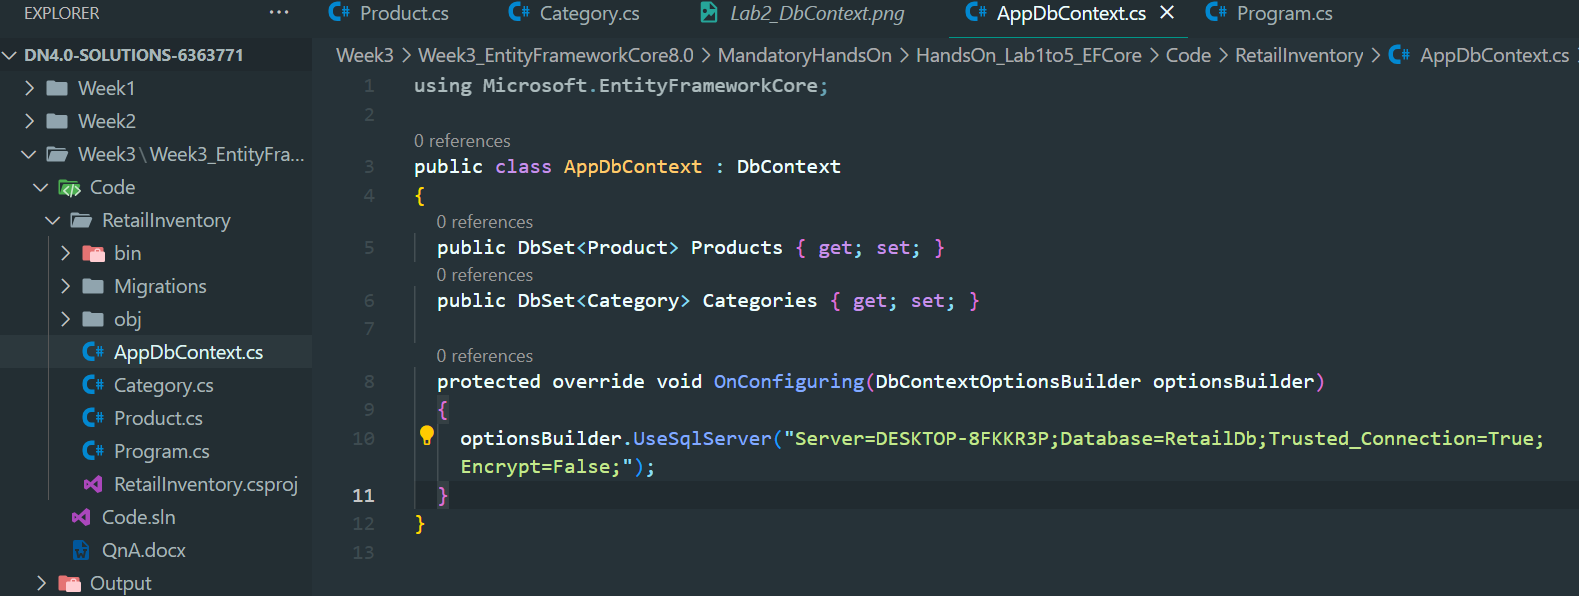 EXPLORER ···
DN4.0-SOLUTIONS-6363771
Week1
Week2
Week3\Week3_EntityFra...
Code
RetailInventory
bin
Migrations
obj
AppDbContext.cs
Category.cs
Product.cs
Program.cs
RetailInventory.csproj
Code.sln
QnA.docx
Output
C# Product.cs C# Category.cs Lab2_DbContext.png C# AppDbContext.cs × C# Program.cs
Week3 > Week3_EntityFrameworkCore8.0 > MandatoryHandsOn > HandsOn_Lab1to5_EFCore > Code > RetailInventory > C# AppDbContext.cs
1 using Microsoft.EntityFrameworkCore;
2
0 references
3 public class AppDbContext : DbContext
4 {
0 references
5 public DbSet<Product> Products { get; set; }
0 references
6 public DbSet<Category> Categories { get; set; }
7
0 references
8 protected override void OnConfiguring(DbContextOptionsBuilder optionsBuilder)
9 {
10 optionsBuilder.UseSqlServer("Server=DESKTOP-8FKKR3P;Database=RetailDb;Trusted_Connection=True;
Encrypt=False;");
11 }
12 }
13